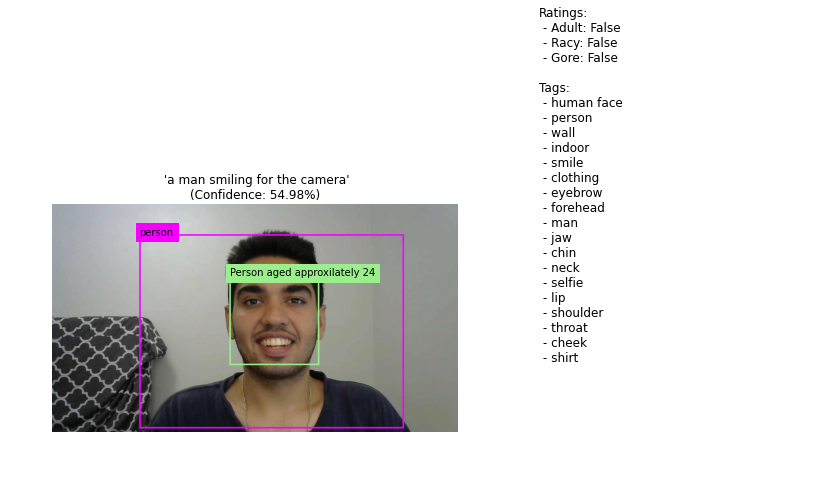 Ratings:
- Adult: False
- Racy: False
- Gore: False
Tags:
- human face
- person
- wall
- indoor
- smile
- clothing
- eyebrow
- forehead
- man
- jaw
- chin
- neck
- selfie
- lip
- shoulder
- throat
- cheek
- shirt
'a man smiling for the camera'
(Confidence: 54.98%)
person
Person aged approxilately 24